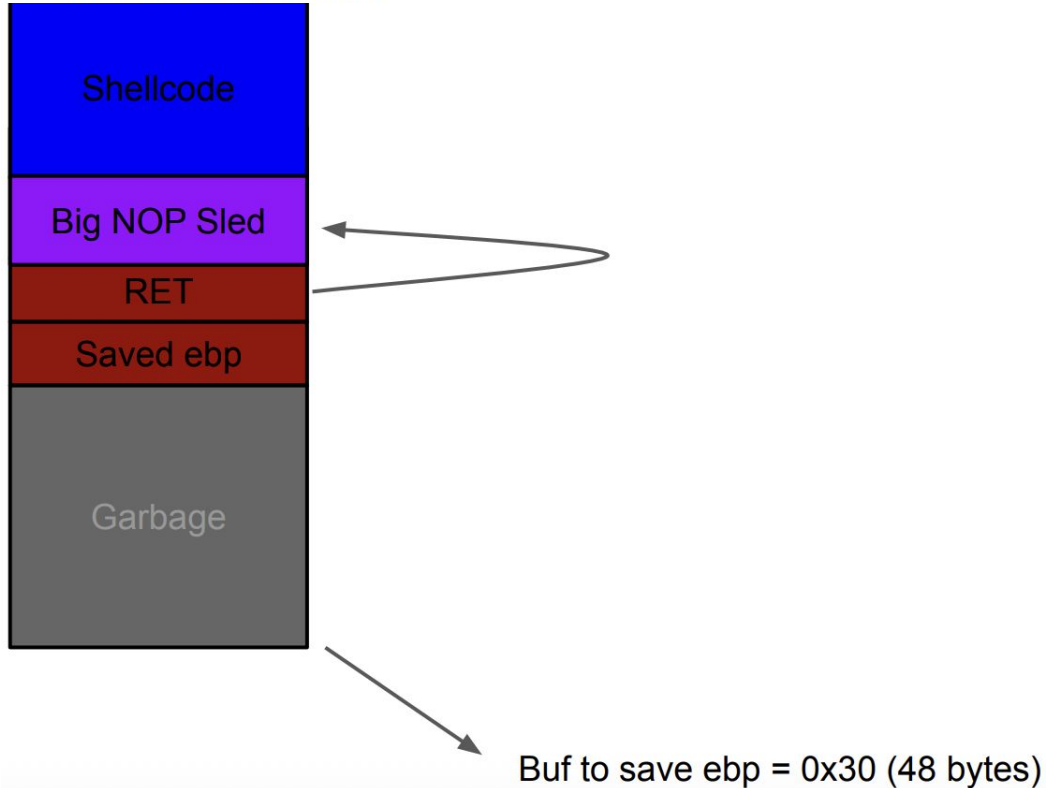 Shellcode
Big NOP Sled
RET
Saved ebp
Garbage
Buf to save ebp = 0x30 (48 bytes)